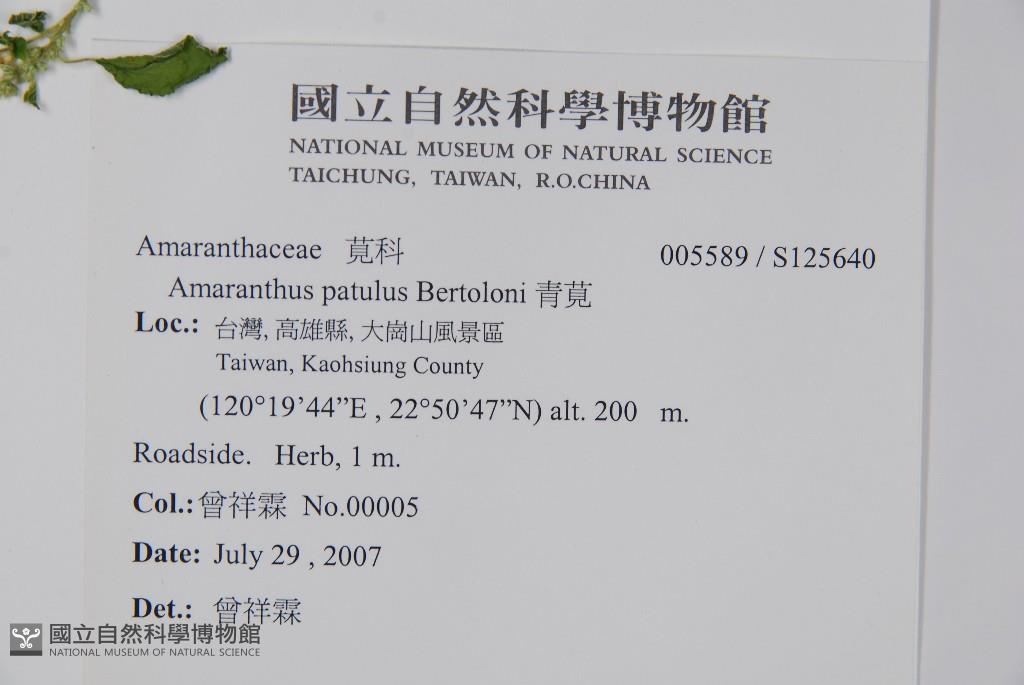 國立自然科學博物館
NATIONAL MUSEUM OF NATURAL SCIENCE
TAICHUNG, TAIWAN, R.O.CHINA
Amaranthaceae 莧科 005589 / S125640
Amaranthus patulus Bertoloni 青莧
Loc.: 台灣, 高雄縣, 大崗山風景區
Taiwan, Kaohsiung County
(120°19’44”E , 22°50’47”N) alt. 200 m.
Roadside. Herb, 1 m.
Col.: 曾祥霖 No.00005
Date: July 29 , 2007
Det.: 曾祥霖
國立自然科學博物館
NATIONAL MUSEUM OF NATURAL SCIENCE